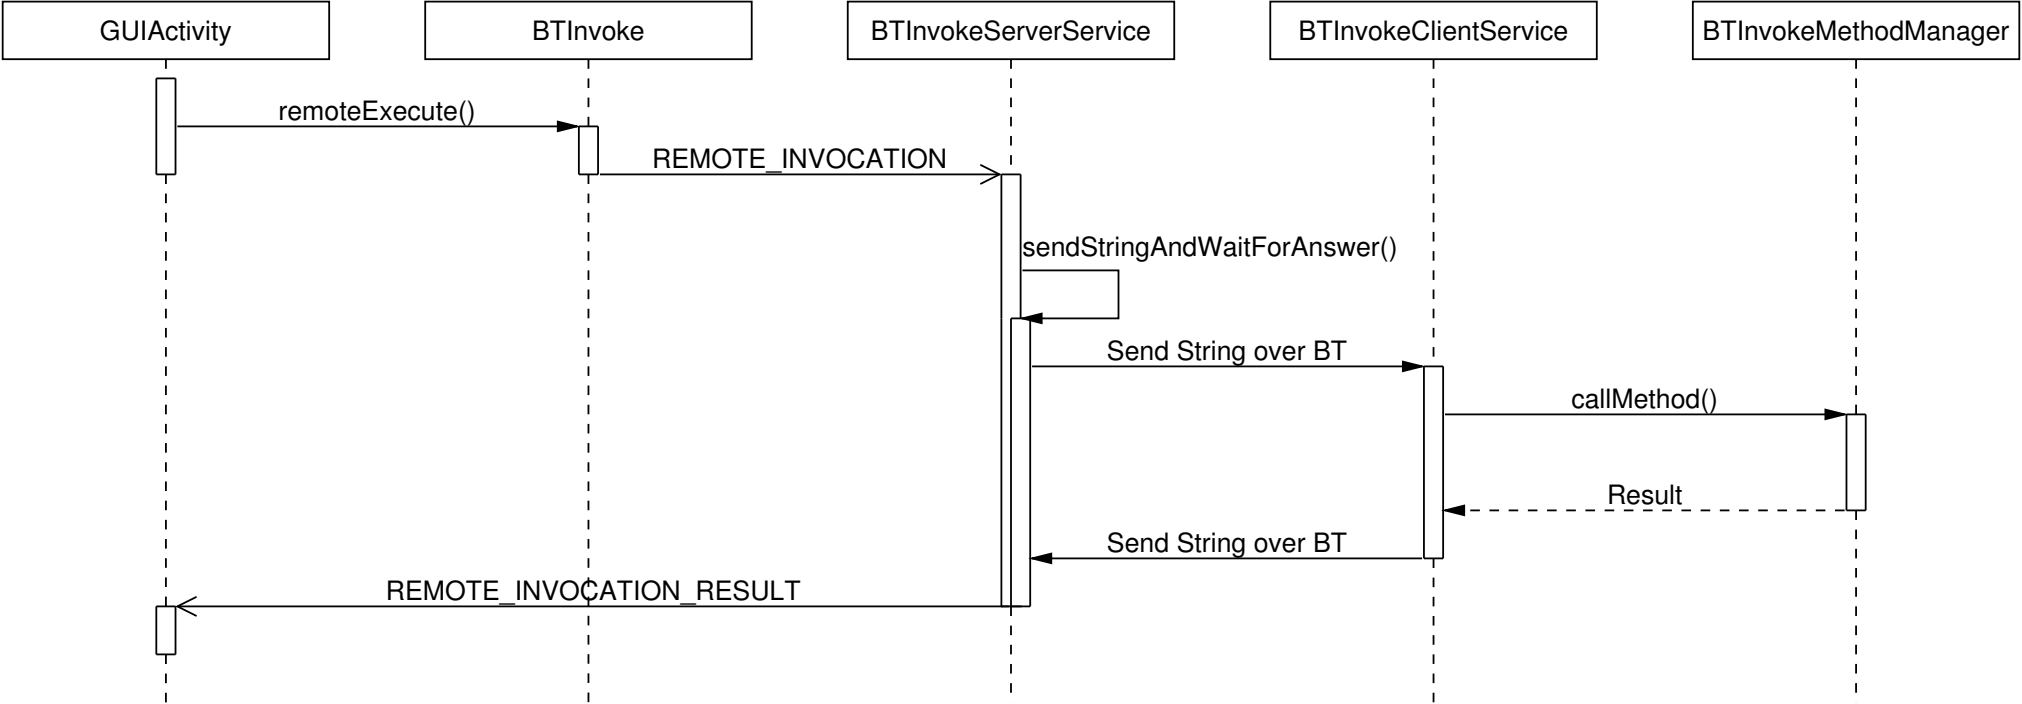 GUIActivity
BTInvoke
BTInvokeServerService
BTInvokeClientService
BTInvokeMethodManager
remoteExecute()
REMOTE_INVOCATION
sendStringAndWaitForAnswer()
Send String over BT
callMethod()
Result
Send String over BT
REMOTE_INVOCATION_RESULT